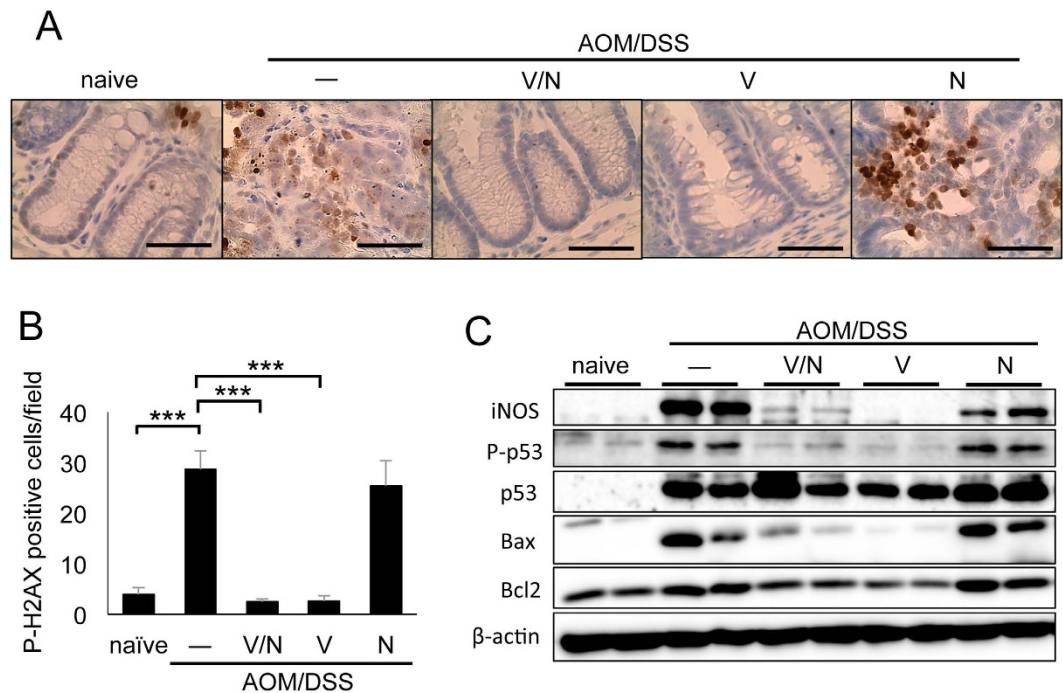 A
AOM/DSS
naive — V/N V N
B
*** *** ***
P-H2AX positive cells/field
40
30
20
10
0
naïve — V/N V N
AOM/DSS
C
AOM/DSS
naive — V/N V N
iNOS
P-p53
p53
Bax
Bcl2
β-actin